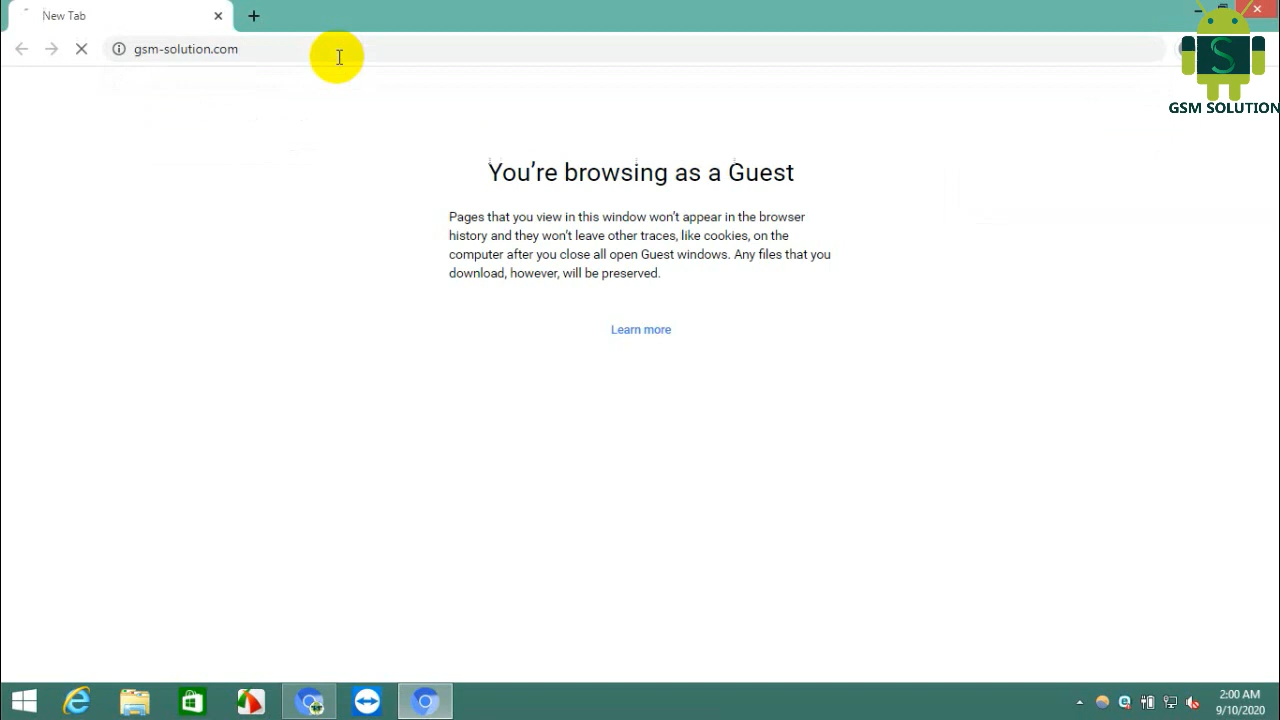 New Tab
gsm-solution.com
S
GSM SOLUTION
You're browsing as a Guest
Pages that you view in this window won't appear in the browser
history and they won't leave other traces, like cookies, on the
computer after you close all open Guest windows. Any files that you
download, however, will be preserved.
Learn more
2:00 AM
9/10/2020